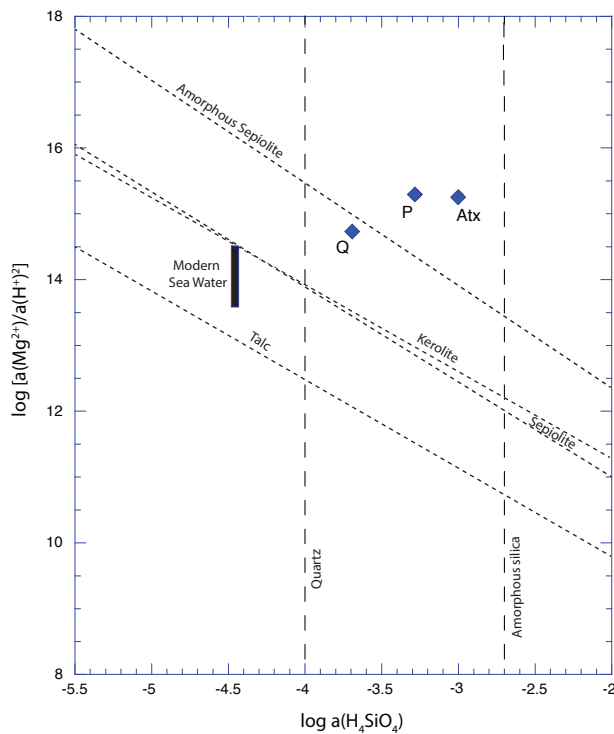 18
16
14
12
10
8
-5.5
-5
-4.5
-4
-3.5
-3
-2.5
-2
log [a(Mg²⁺)/a(H⁺)²]
log a(H₄SiO₄)
Amorphous Sepiolite
P
Atx
Q
Modern
Sea Water
Talc
Kerolite
Sepiolite
Quartz
Amorphous silica